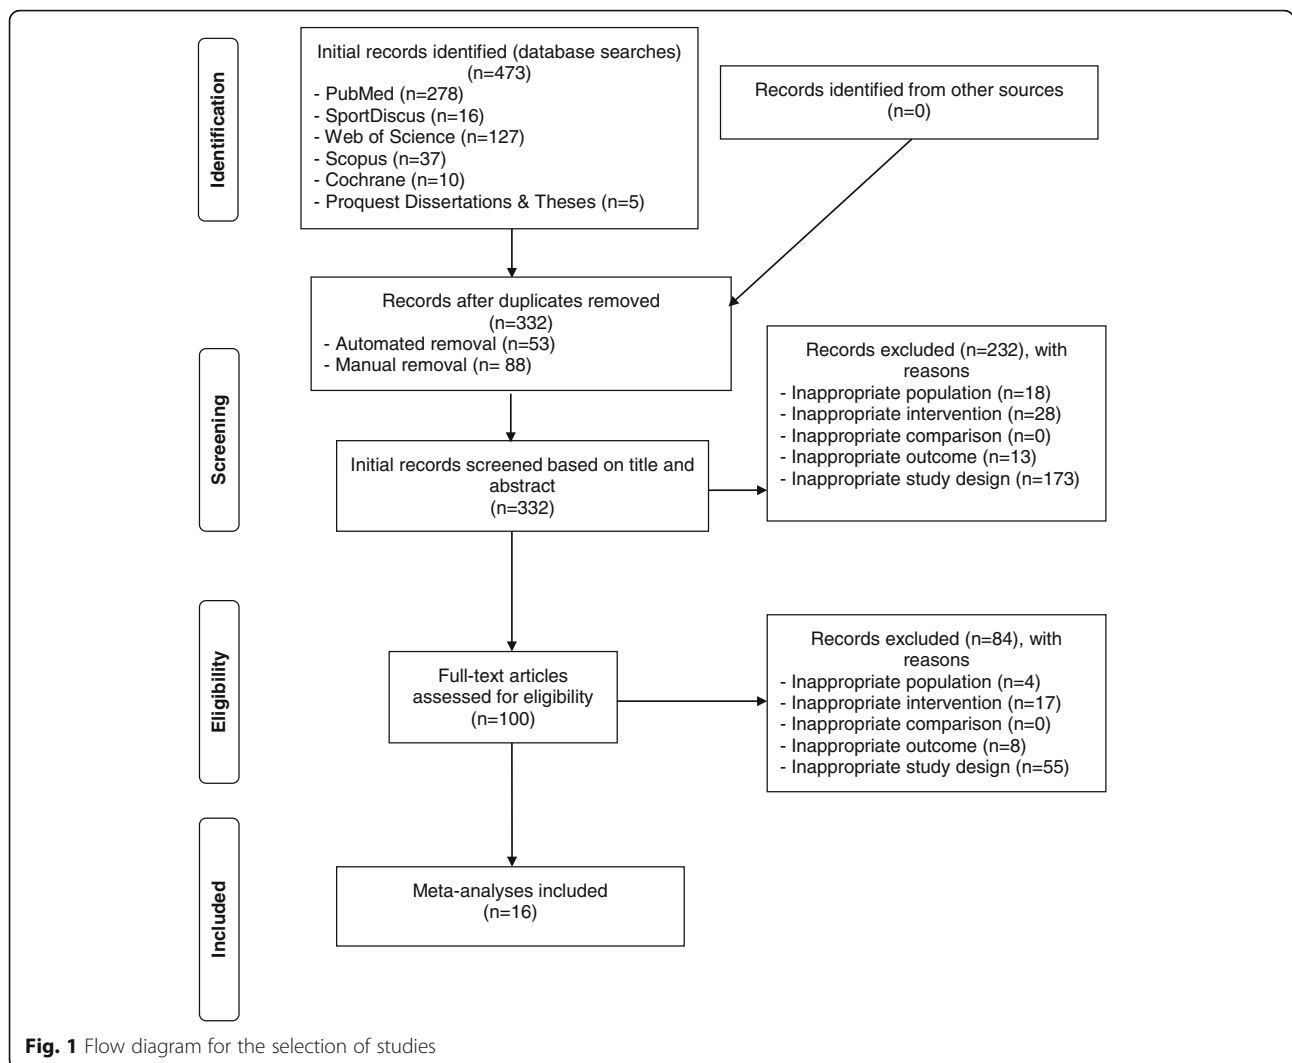 Identification
Initial records identified (database searches)
(n=473)
- PubMed (n=278)
- SportDiscus (n=16)
- Web of Science (n=127)
- Scopus (n=37)
- Cochrane (n=10)
- Proquest Dissertations & Theses (n=5)
Records identified from other sources
(n=0)
Records after duplicates removed
(n=332)
- Automated removal (n=53)
- Manual removal (n= 88)
Screening
Initial records screened based on title and
abstract
(n=332)
Records excluded (n=232), with
reasons
- Inappropriate population (n=18)
- Inappropriate intervention (n=28)
- Inappropriate comparison (n=0)
- Inappropriate outcome (n=13)
- Inappropriate study design (n=173)
Eligibility
Full-text articles
assessed for eligibility
(n=100)
Records excluded (n=84), with
reasons
- Inappropriate population (n=4)
- Inappropriate intervention (n=17)
- Inappropriate comparison (n=0)
- Inappropriate outcome (n=8)
- Inappropriate study design (n=55)
Included
Meta-analyses included
(n=16)
Fig. 1 Flow diagram for the selection of studies